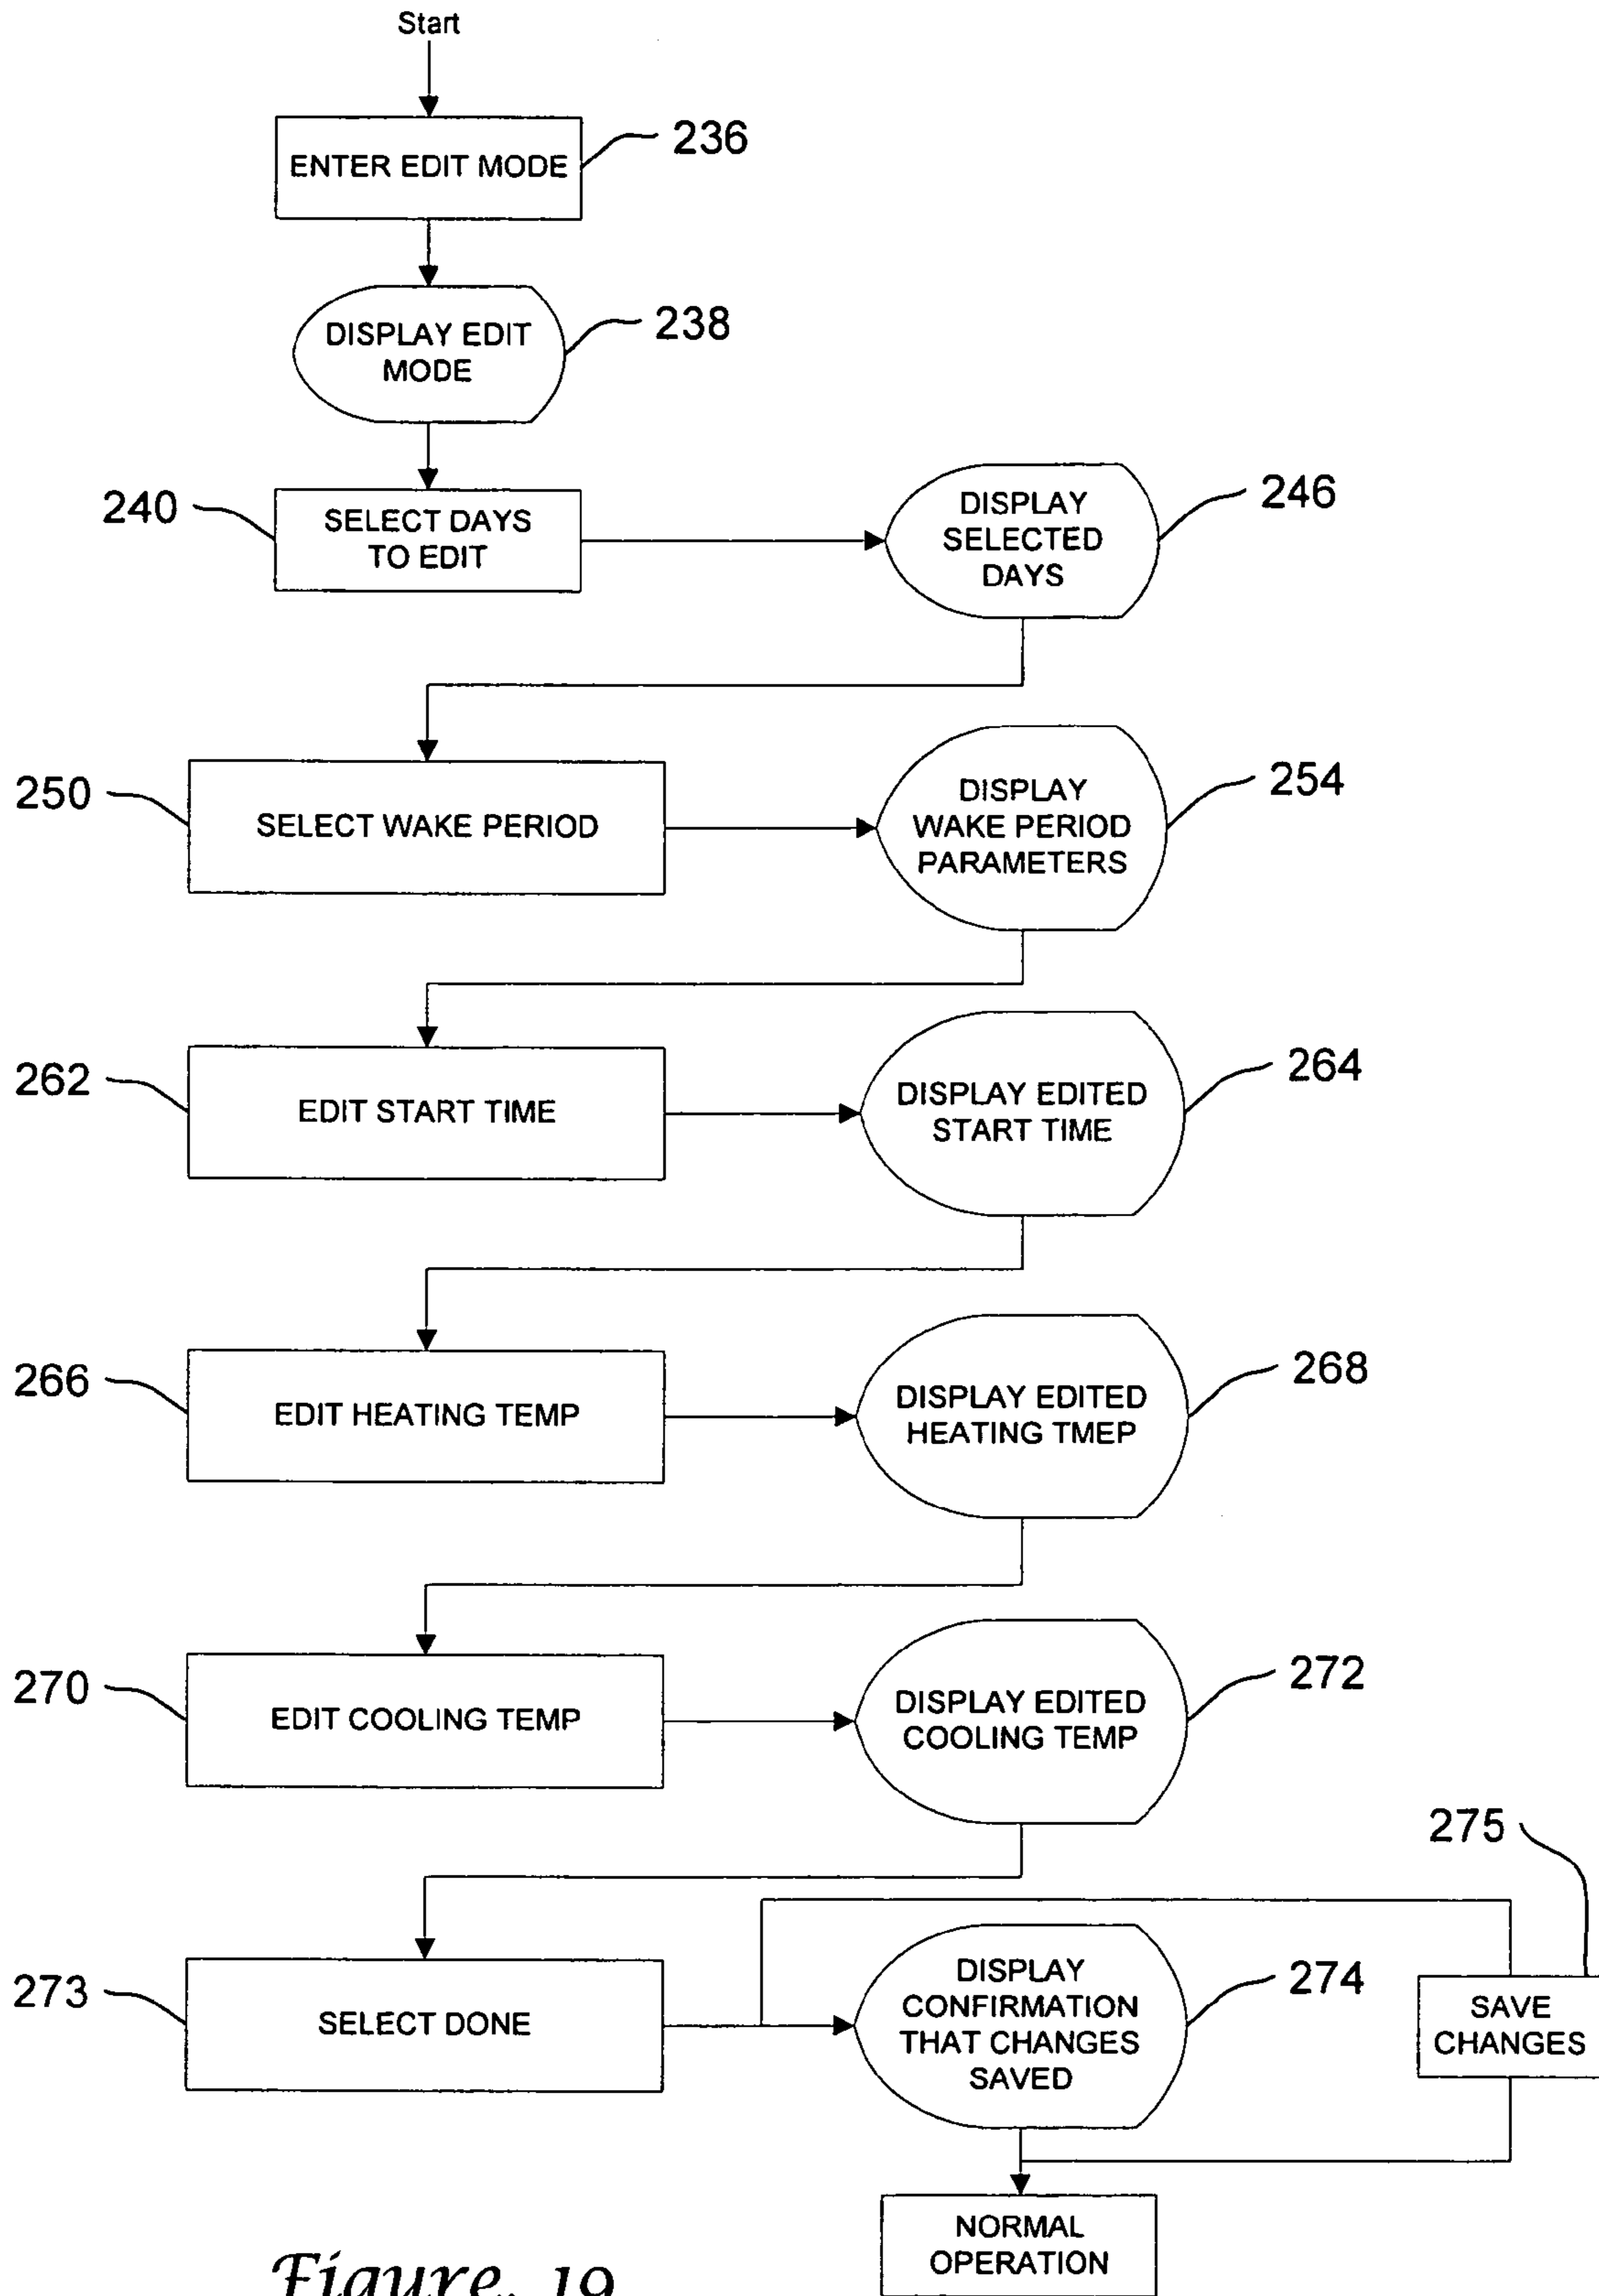 Start
ENTER EDIT MODE
236
DISPLAY EDIT
MODE
238
240
SELECT DAYS
TO EDIT
DISPLAY
SELECTED
DAYS
246
250
SELECT WAKE PERIOD
DISPLAY
WAKE PERIOD
PARAMETERS
254
262
EDIT START TIME
DISPLAY EDITED
START TIME
264
266
EDIT HEATING TEMP
DISPLAY EDITED
HEATING TMEP
268
270
EDIT COOLING TEMP
DISPLAY EDITED
COOLING TEMP
272
273
SELECT DONE
DISPLAY
CONFIRMATION
THAT CHANGES
SAVED
274
275
SAVE
CHANGES
NORMAL
OPERATION
Figure. 19